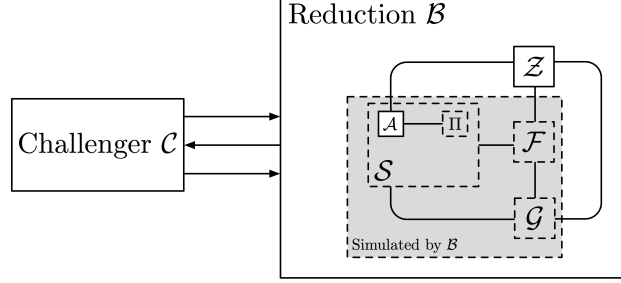 Reduction ℬ
𝒵
𝒜
Π
Challenger 𝒞
ℱ
𝒮
𝒢
Simulated by ℬ